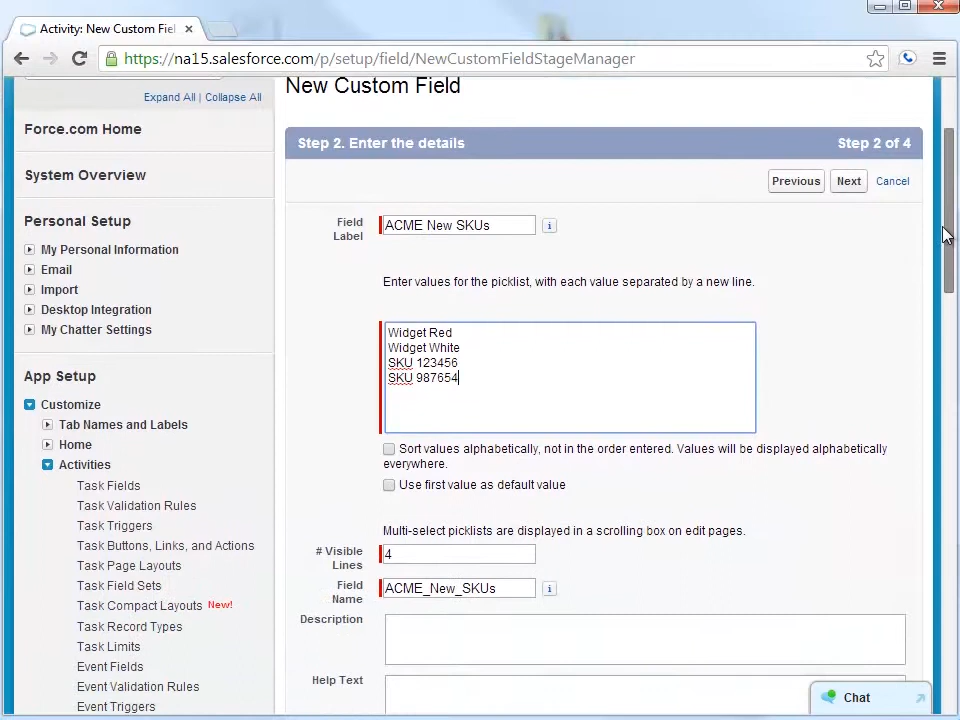 Activity: New Custom Fiel
https://na15.salesforce.com/p/setup/field/NewCustomFieldStageManager
Expand All | Collapse All
Force.com Home
System Overview
Personal Setup
My Personal Information
Email
Import
Desktop Integration
My Chatter Settings
App Setup
Customize
Tab Names and Labels
Home
Activities
Task Fields
Task Validation Rules
Task Triggers
Task Buttons, Links, and Actions
Task Page Layouts
Task Field Sets
Task Compact Layouts New!
Task Record Types
Task Limits
Event Fields
Event Validation Rules
Event Triggers
New Custom Field
Step 2. Enter the details Step 2 of 4
Previous Next Cancel
Field
Label
ACME New SKUs
i
Enter values for the picklist, with each value separated by a new line.
Widget Red
Widget White
SKU 123456
SKU 987654
Sort values alphabetically, not in the order entered. Values will be displayed alphabetically
everywhere.
Use first value as default value
Multi-select picklists are displayed in a scrolling box on edit pages.
# Visible
Lines
4
Field
Name
ACME_New_SKUs
i
Description
Help Text
Chat